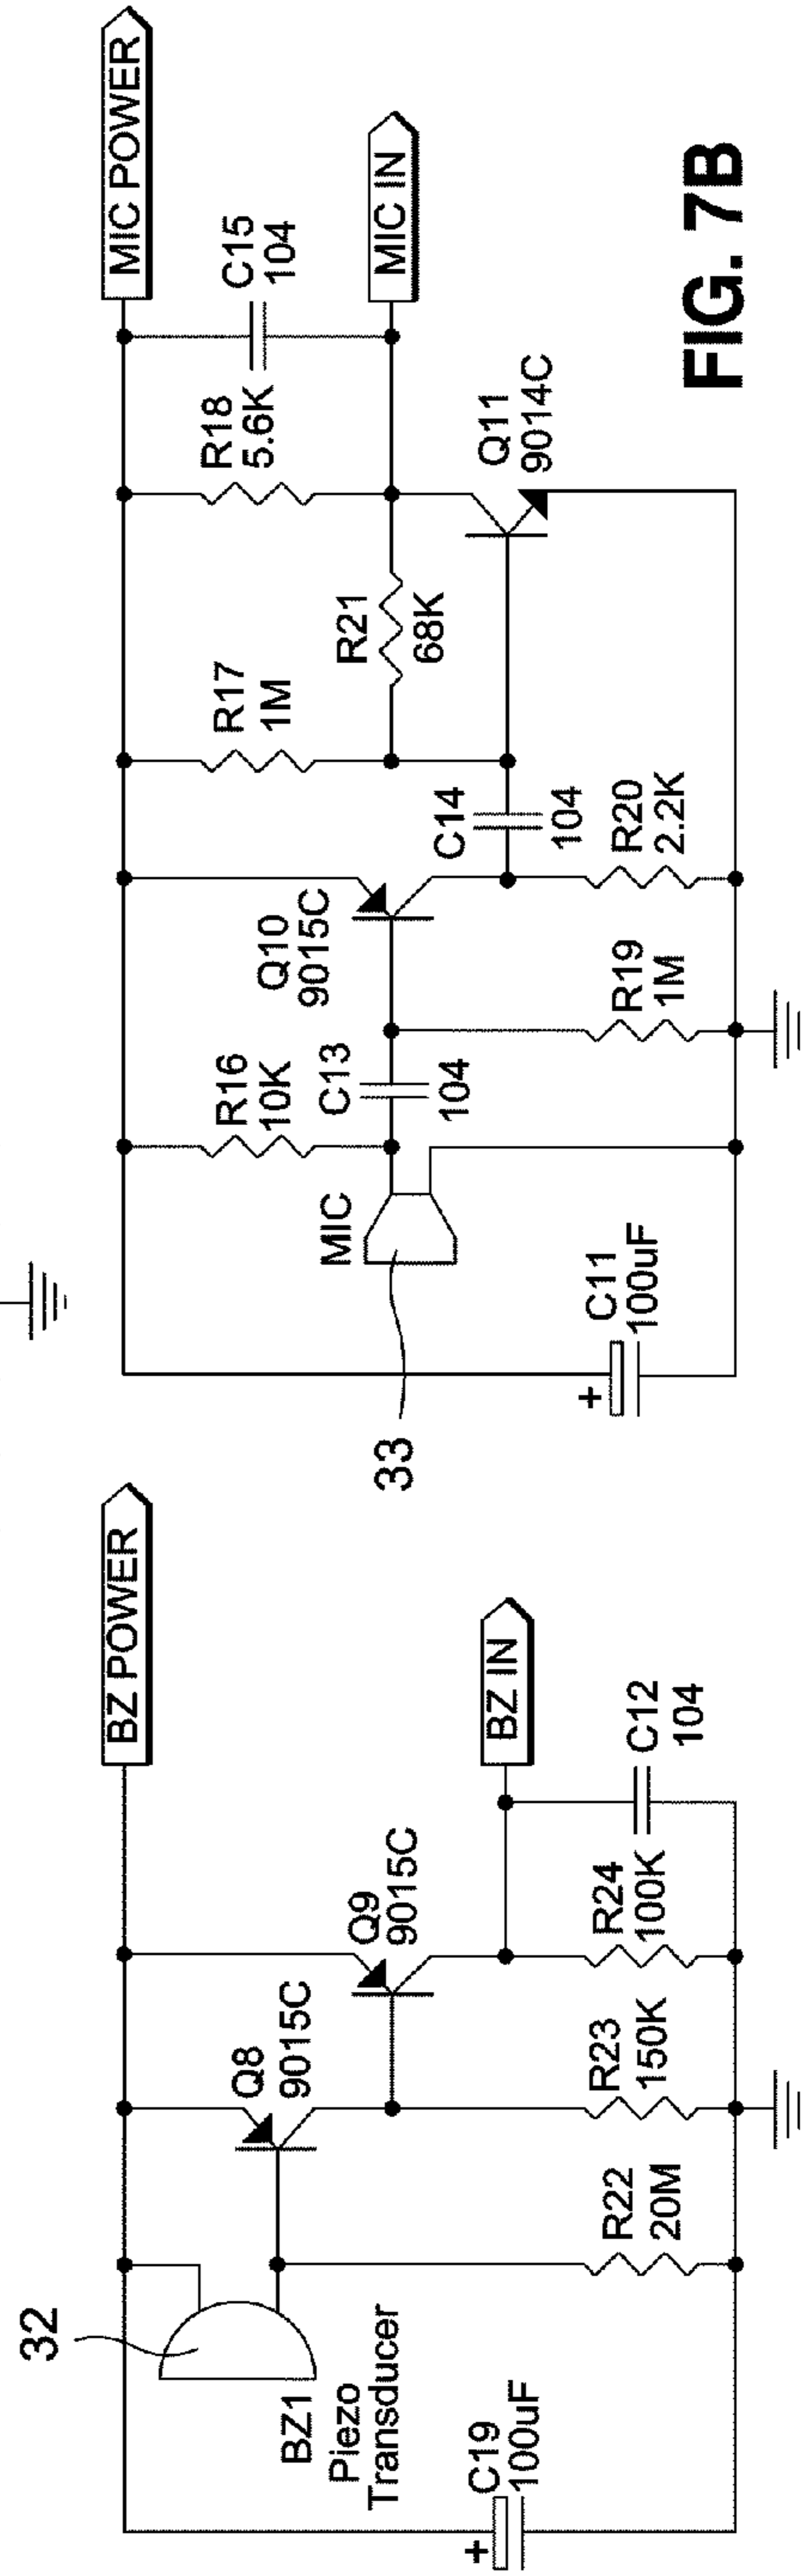 32
BZ1
Piezo
Transducer
C19
100uF
+
Q8
9015C
Q9
9015C
R22
20M
R23
150K
R24
100K
C12
104
BZ POWER
BZ IN
33
MIC
C11
100uF
+
R16
10K
C13
104
Q10
9015C
R19
1M
R20
2.2K
C14
104
R17
1M
R21
68K
R18
5.6K
C15
104
Q11
9014C
MIC POWER
MIC IN
FIG. 7B